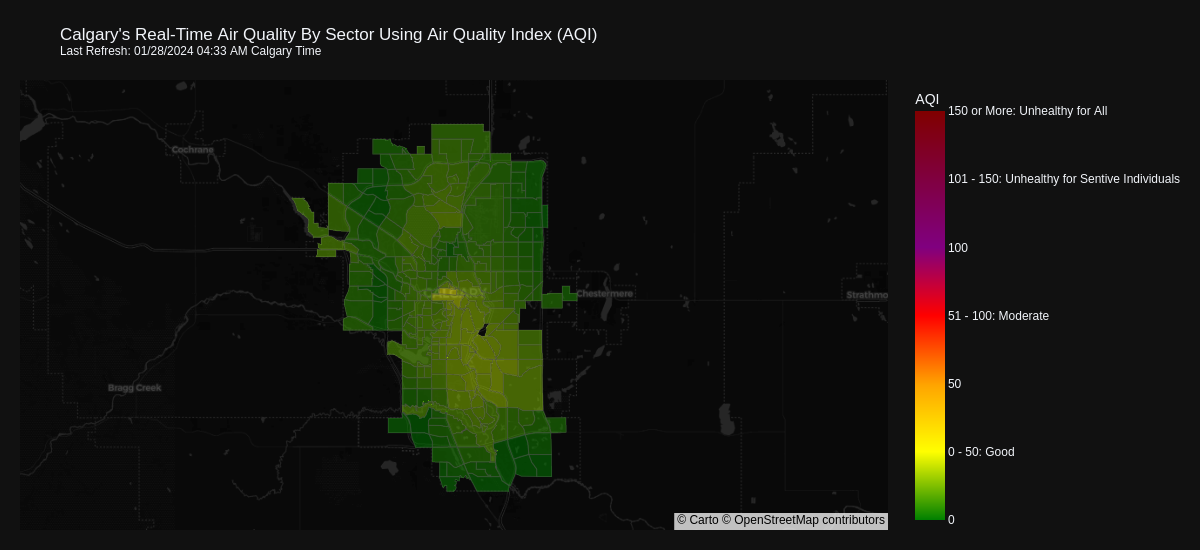 Calgary's Real-Time Air Quality By Sector Using Air Quality Index (AQI)
Last Refresh: 01/28/2024 04:33 AM Calgary Time
AQI
150 or More: Unhealthy for All
Cochrane
101 - 150: Unhealthy for Sentive Individuals
100
CALGARY
Chestermere
Strathmo
51 - 100: Moderate
Bragg Creek
50
0 - 50: Good
© Carto © OpenStreetMap contributors
0